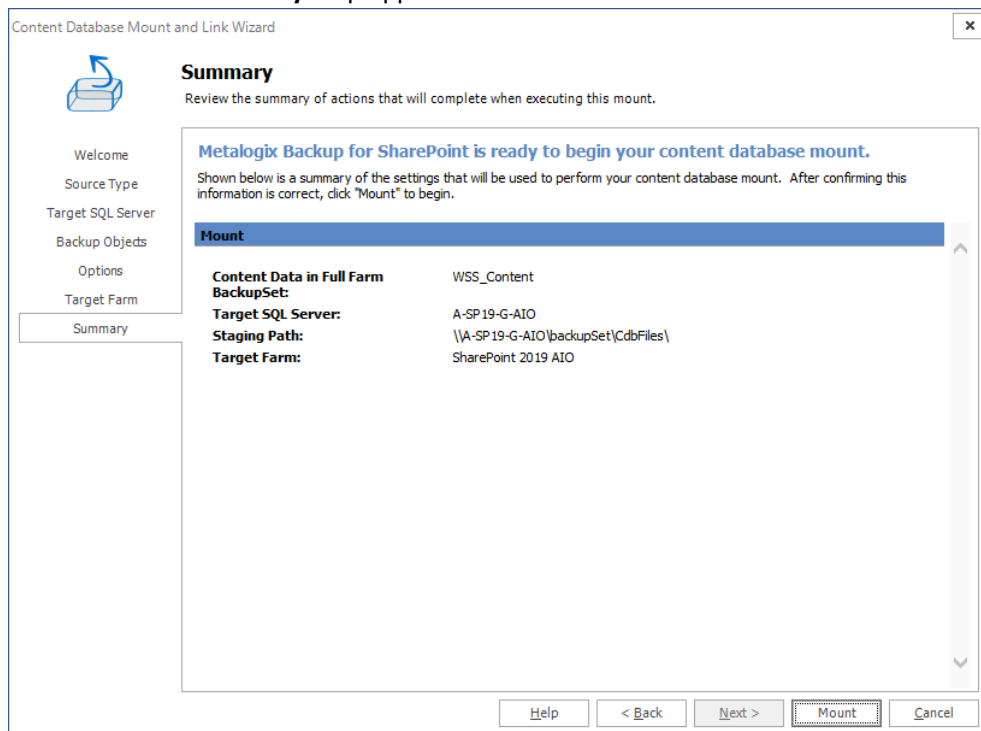 Content Database Mount and Link Wizard
Summary
Review the summary of actions that will complete when executing this mount.
Welcome
Source Type
Target SQL Server
Backup Objects
Options
Target Farm
Summary
Metalogix Backup for SharePoint is ready to begin your content database mount.
Shown below is a summary of the settings that will be used to perform your content database mount. After confirming this
information is correct, click "Mount" to begin.
Mount
Content Data in Full Farm WSS_Content
BackupSet:
Target SQL Server: A-SP19-G-AIO
Staging Path: \\A-SP19-G-AIO\backupSet\CdbFiles\
Target Farm: SharePoint 2019 AIO
Help < Back Next > Mount Cancel